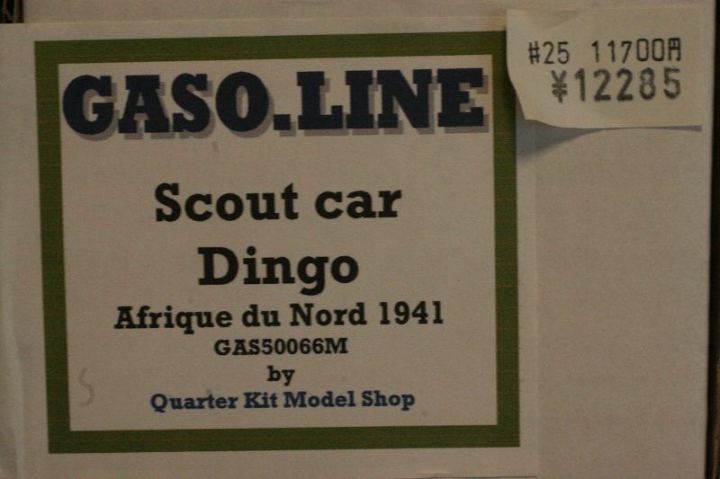 GASO.LINE
Scout car
Dingo
Afrique du Nord 1941
GAS50066M
by
Quarter Kit Model Shop
#25 11700円
¥12285